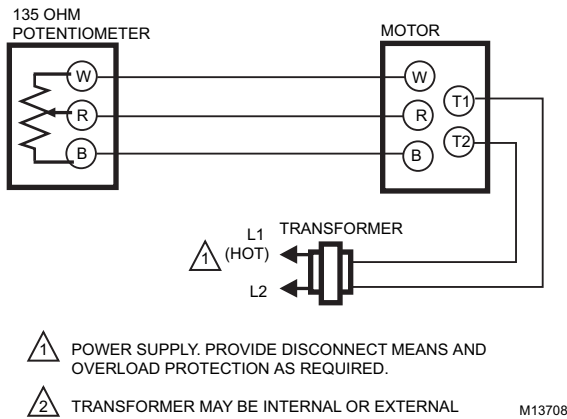 135 OHM
POTENTIOMETER
MOTOR
W
R
B
W
R
B
T1
T2
TRANSFORMER
L1
(HOT)
1
L2
1 POWER SUPPLY. PROVIDE DISCONNECT MEANS AND
OVERLOAD PROTECTION AS REQUIRED.
2 TRANSFORMER MAY BE INTERNAL OR EXTERNAL
M13708